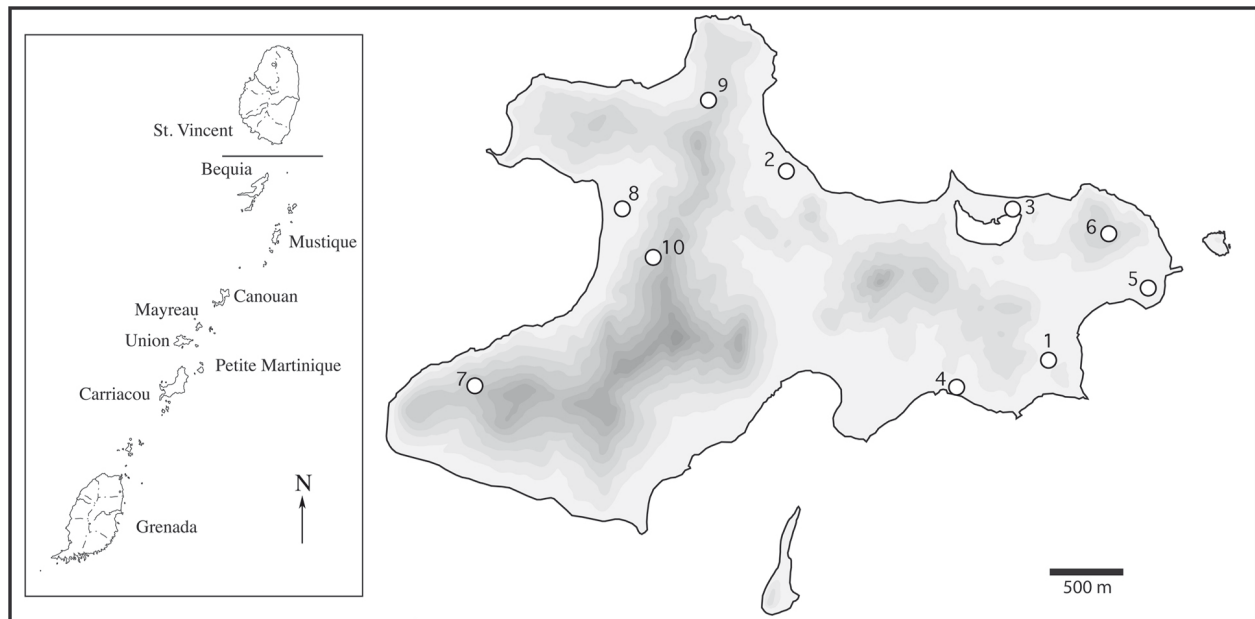 St. Vincent
Bequia
Mustique
Canouan
Mayreau
Union
Petite Martinique
Carriacou
N
Grenada
9
2
8
3
6
10
5
1
7
4
500 m